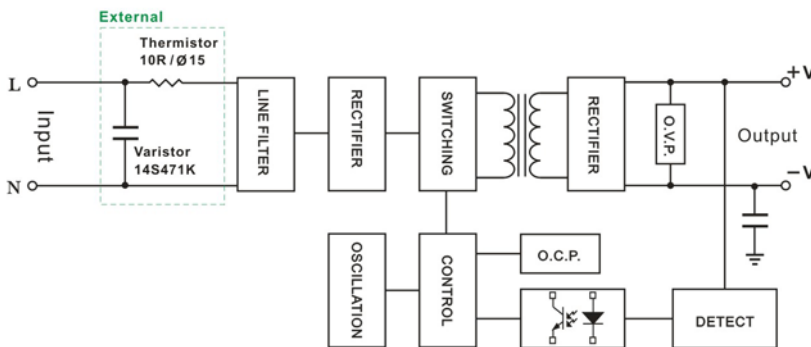 External
Thermistor
10R/Ø15
L
Input
N
Varistor
14S471K
LINE FILTER
RECTIFIER
SWITCHING
RECTIFIER
O.V.P.
+V
Output
−V
OSCILLATION
CONTROL
O.C.P.
DETECT